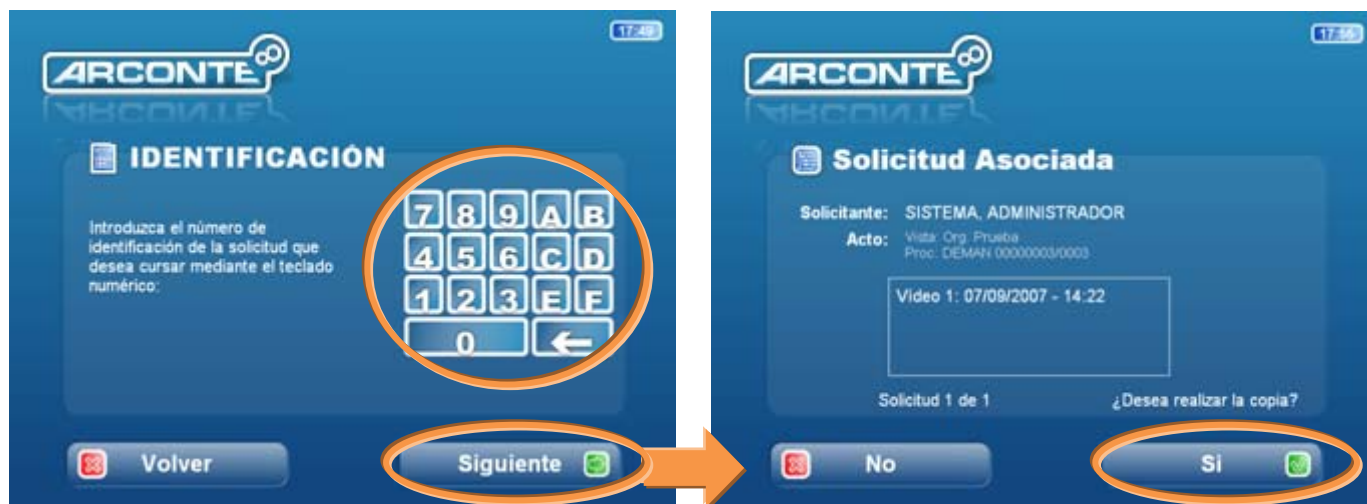 17:49
ARCONTE
IDENTIFICACIÓN
Introduzca el número de
identificación de la solicitud que
desea cursar mediante el teclado
numérico:
7 8 9 A B
4 5 6 C D
1 2 3 E F
0 ←
Volver
Siguiente
ARCONTE
Solicitud Asociada
Solicitante: SISTEMA, ADMINISTRADOR
Acto: Vista: Org. Prueba
Proc. DEMAN 00000003/0003
Video 1: 07/09/2007 - 14:22
Solicitud 1 de 1
¿Desea realizar la copia?
No
Si